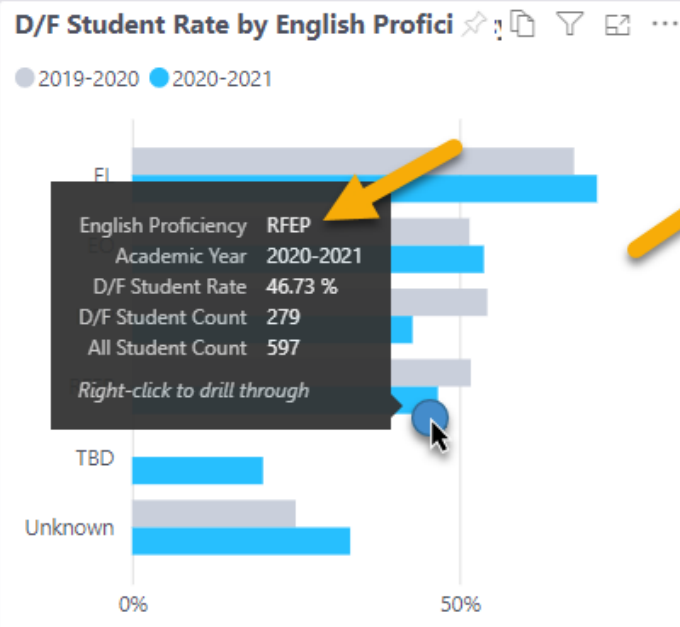 D/F Student Rate by English Profici
2019-2020 2020-2021
EL
English Proficiency RFEP
EO
Academic Year 2020-2021
D/F Student Rate 46.73 %
D/F Student Count 279
All Student Count 597
Right-click to drill through
TBD
Unknown
0% 50%